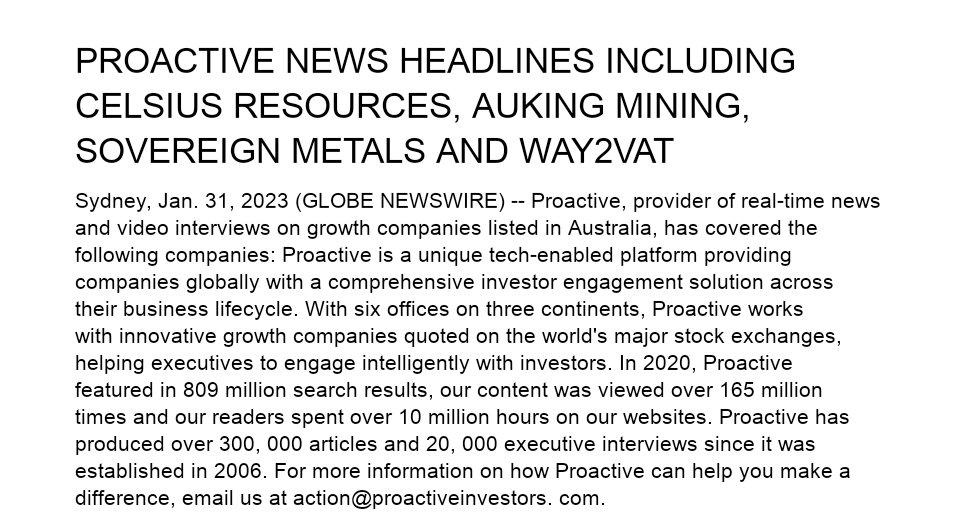 PROACTIVE NEWS HEADLINES INCLUDING
CELSIUS RESOURCES, AUKING MINING,
SOVEREIGN METALS AND WAY2VAT
Sydney, Jan. 31, 2023 (GLOBE NEWSWIRE) -- Proactive, provider of real-time news
and video interviews on growth companies listed in Australia, has covered the
following companies: Proactive is a unique tech-enabled platform providing
companies globally with a comprehensive investor engagement solution across
their business lifecycle. With six offices on three continents, Proactive works
with innovative growth companies quoted on the world's major stock exchanges,
helping executives to engage intelligently with investors. In 2020, Proactive
featured in 809 million search results, our content was viewed over 165 million
times and our readers spent over 10 million hours on our websites. Proactive has
produced over 300, 000 articles and 20, 000 executive interviews since it was
established in 2006. For more information on how Proactive can help you make a
difference, email us at action@proactiveinvestors. com.